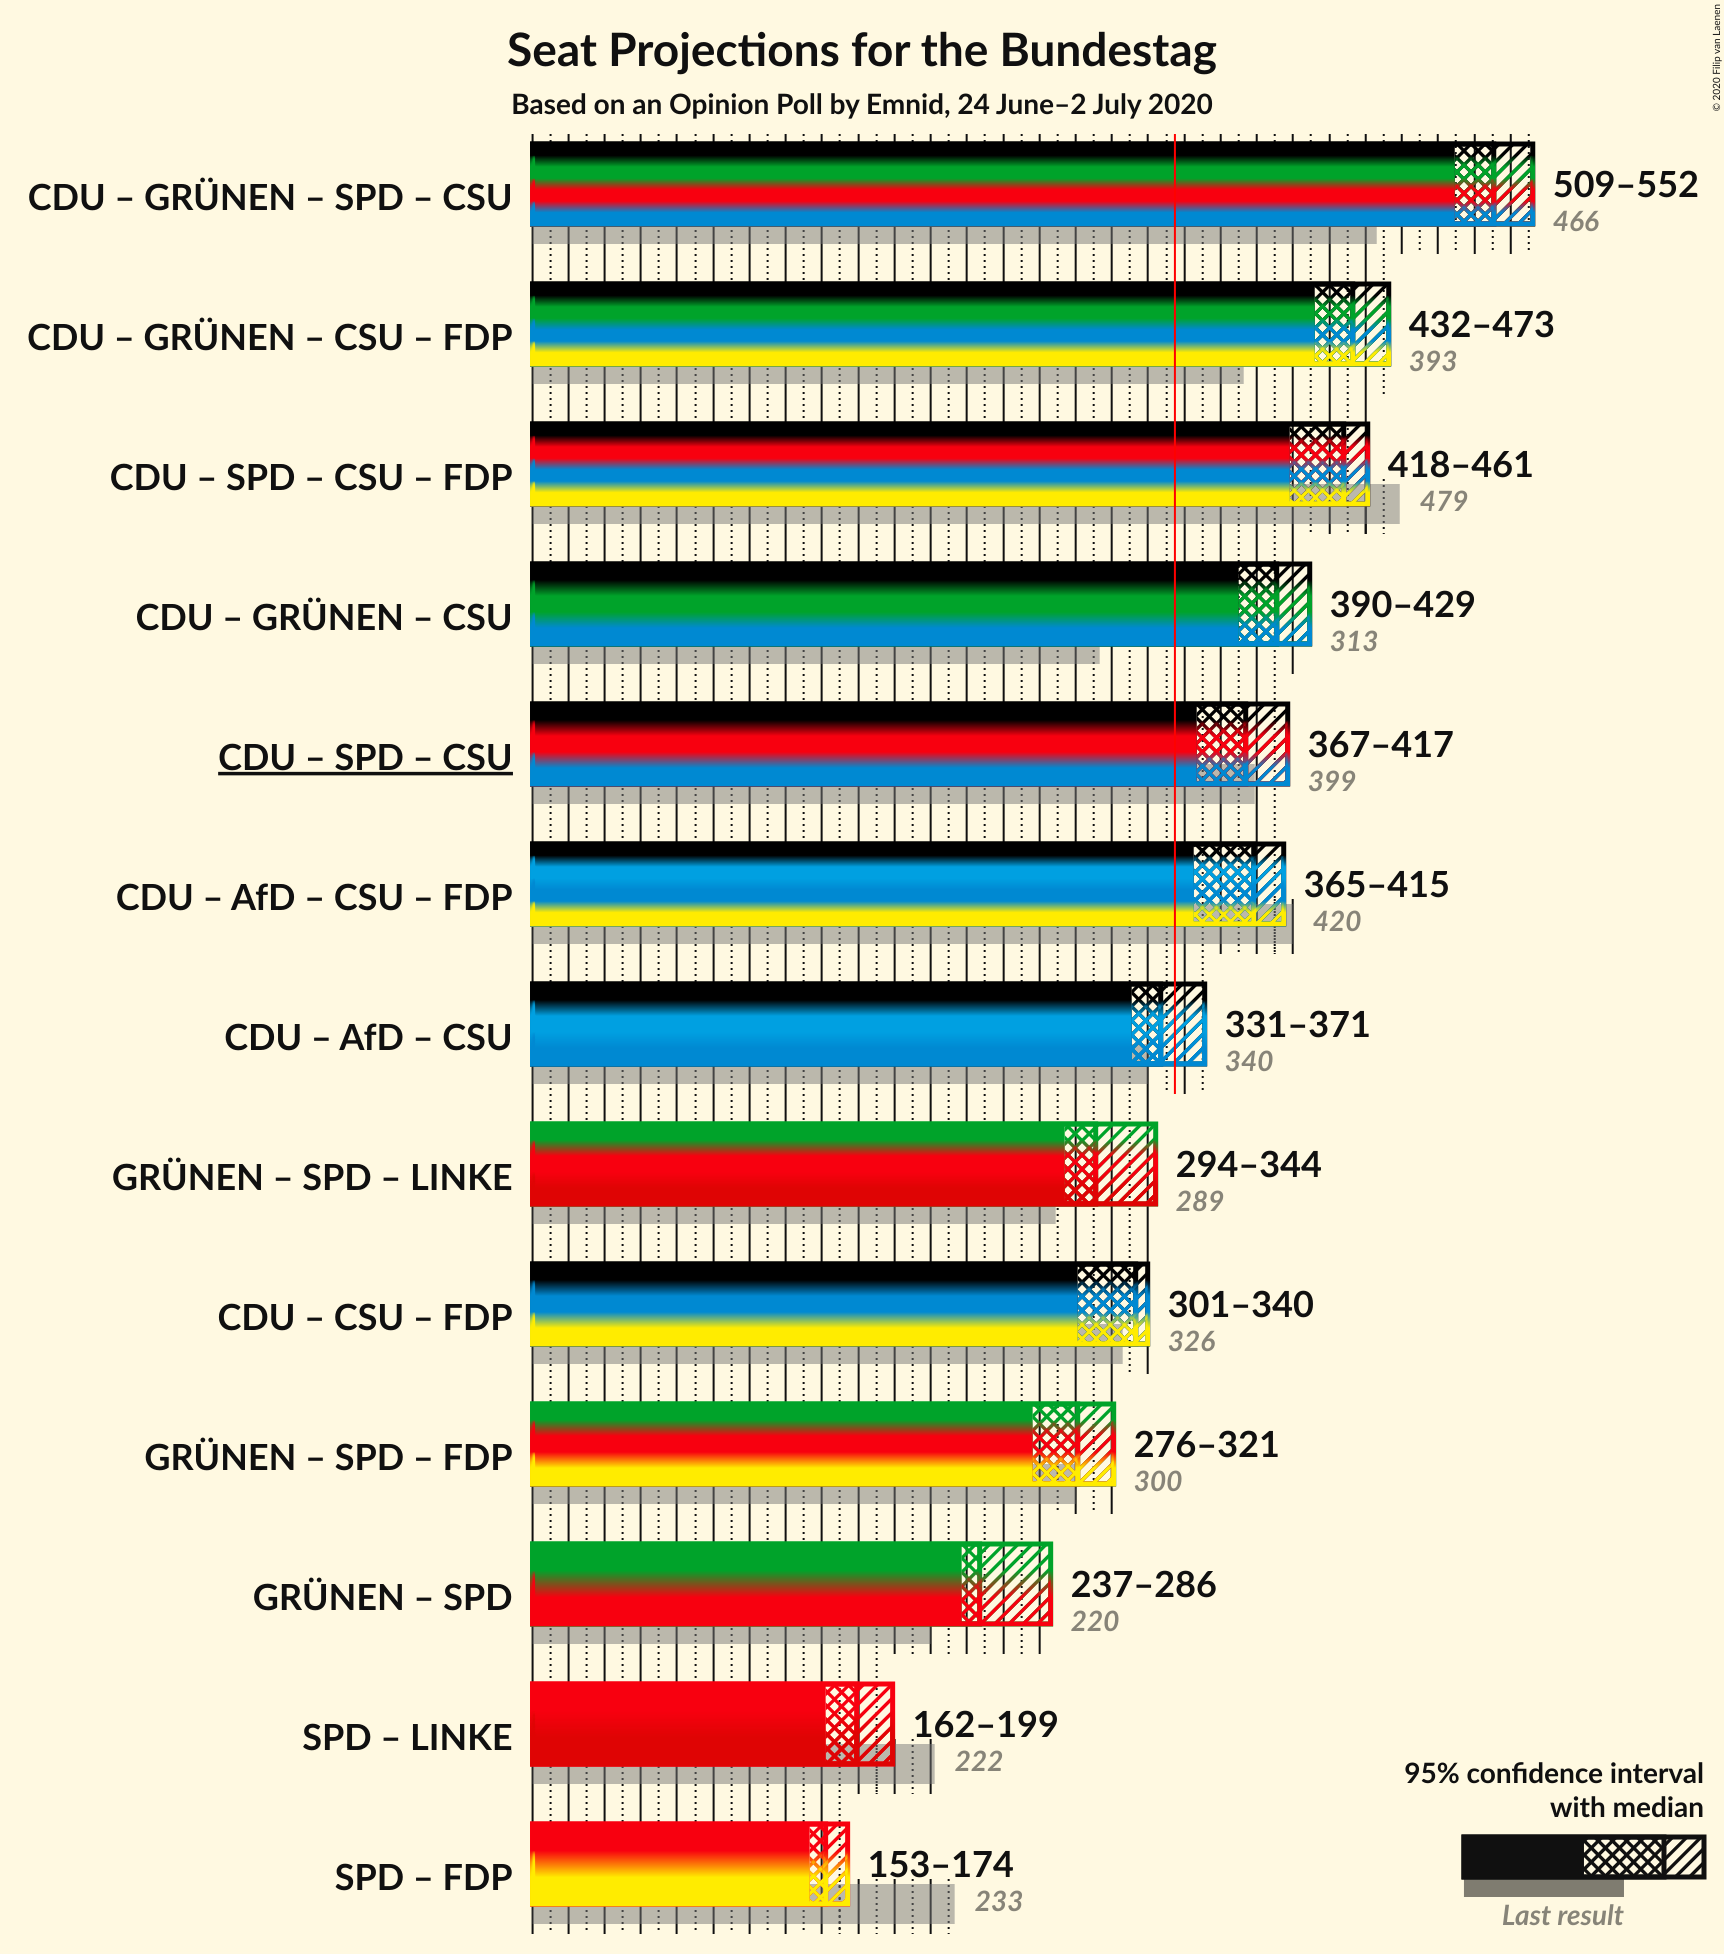 Seat Projections for the Bundestag
Based on an Opinion Poll by Emnid, 24 June–2 July 2020
© 2020 Filip van Laenen
CDU – GRÜNEN – SPD – CSU
509–552
466
CDU – GRÜNEN – CSU – FDP
432–473
393
CDU – SPD – CSU – FDP
418–461
479
CDU – GRÜNEN – CSU
390–429
313
CDU – SPD – CSU
367–417
399
CDU – AfD – CSU – FDP
365–415
420
CDU – AfD – CSU
331–371
340
GRÜNEN – SPD – LINKE
294–344
289
CDU – CSU – FDP
301–340
326
GRÜNEN – SPD – FDP
276–321
300
GRÜNEN – SPD
237–286
220
SPD – LINKE
162–199
222
SPD – FDP
153–174
233
95% confidence interval
with median
Last result